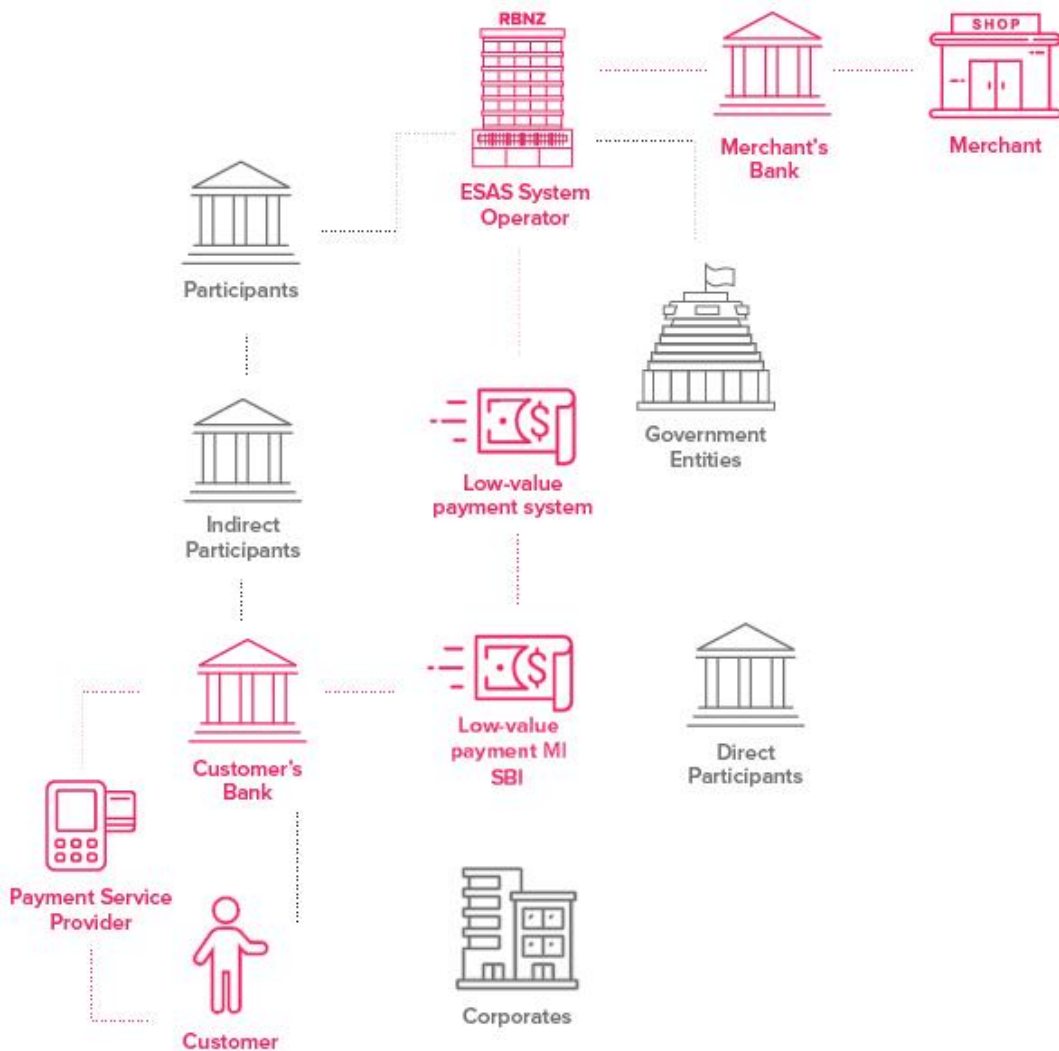 RBNZ
SHOP
ESAS System
Operator
Merchant's
Bank
Merchant
Participants
Government
Entities
Low-value
payment system
Indirect
Participants
Customer's
Bank
Low-value
payment MI
SBI
Direct
Participants
Payment Service
Provider
Customer
Corporates